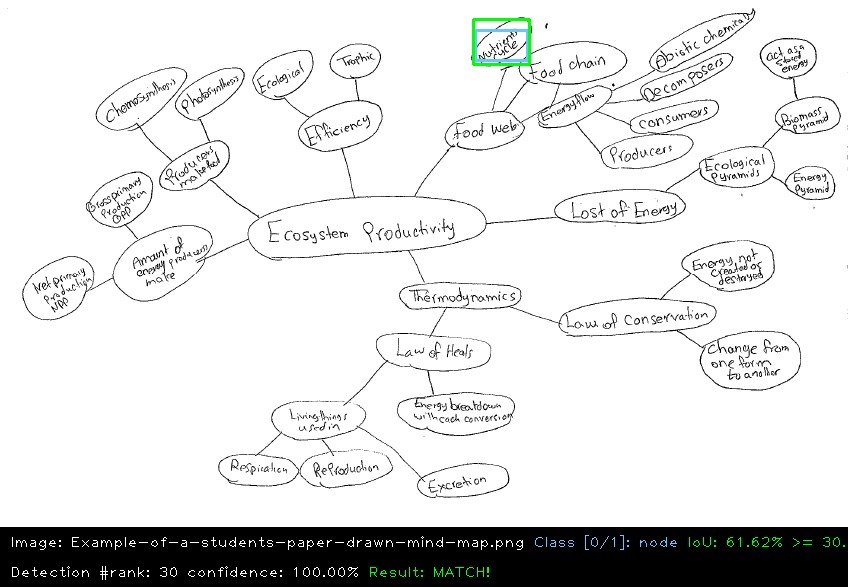 Nutrient
cycle
Food chain
Abiotic chemicals
Decomposers
consumers
Producers
Energy flow
Food Web
act as a
stored
energy
Biomass
Pyramid
Ecological
Pyramids
Energy
Pyramid
Lost of Energy
Trophic
Ecological
Efficiency
Chemosynthesis
Photosynthesis
Producers
make food
Gross primary
Production
GPP
Amount of
energy producers
make
Net primary
Production
NPP
Ecosystem Productivity
Thermodynamics
Law of Conservation
Energy, not
created or
destroyed
Change from
one form
to another
Law of Heals
Energy breakdown
with each conversion
Living things
used in
Respiration
Reproduction
Excretion
Image: Example-of-a-students-paper-drawn-mind-map.png Class [0/1]: node IoU: 61.62% >= 30.
Detection #rank: 30 confidence: 100.00% Result: MATCH!